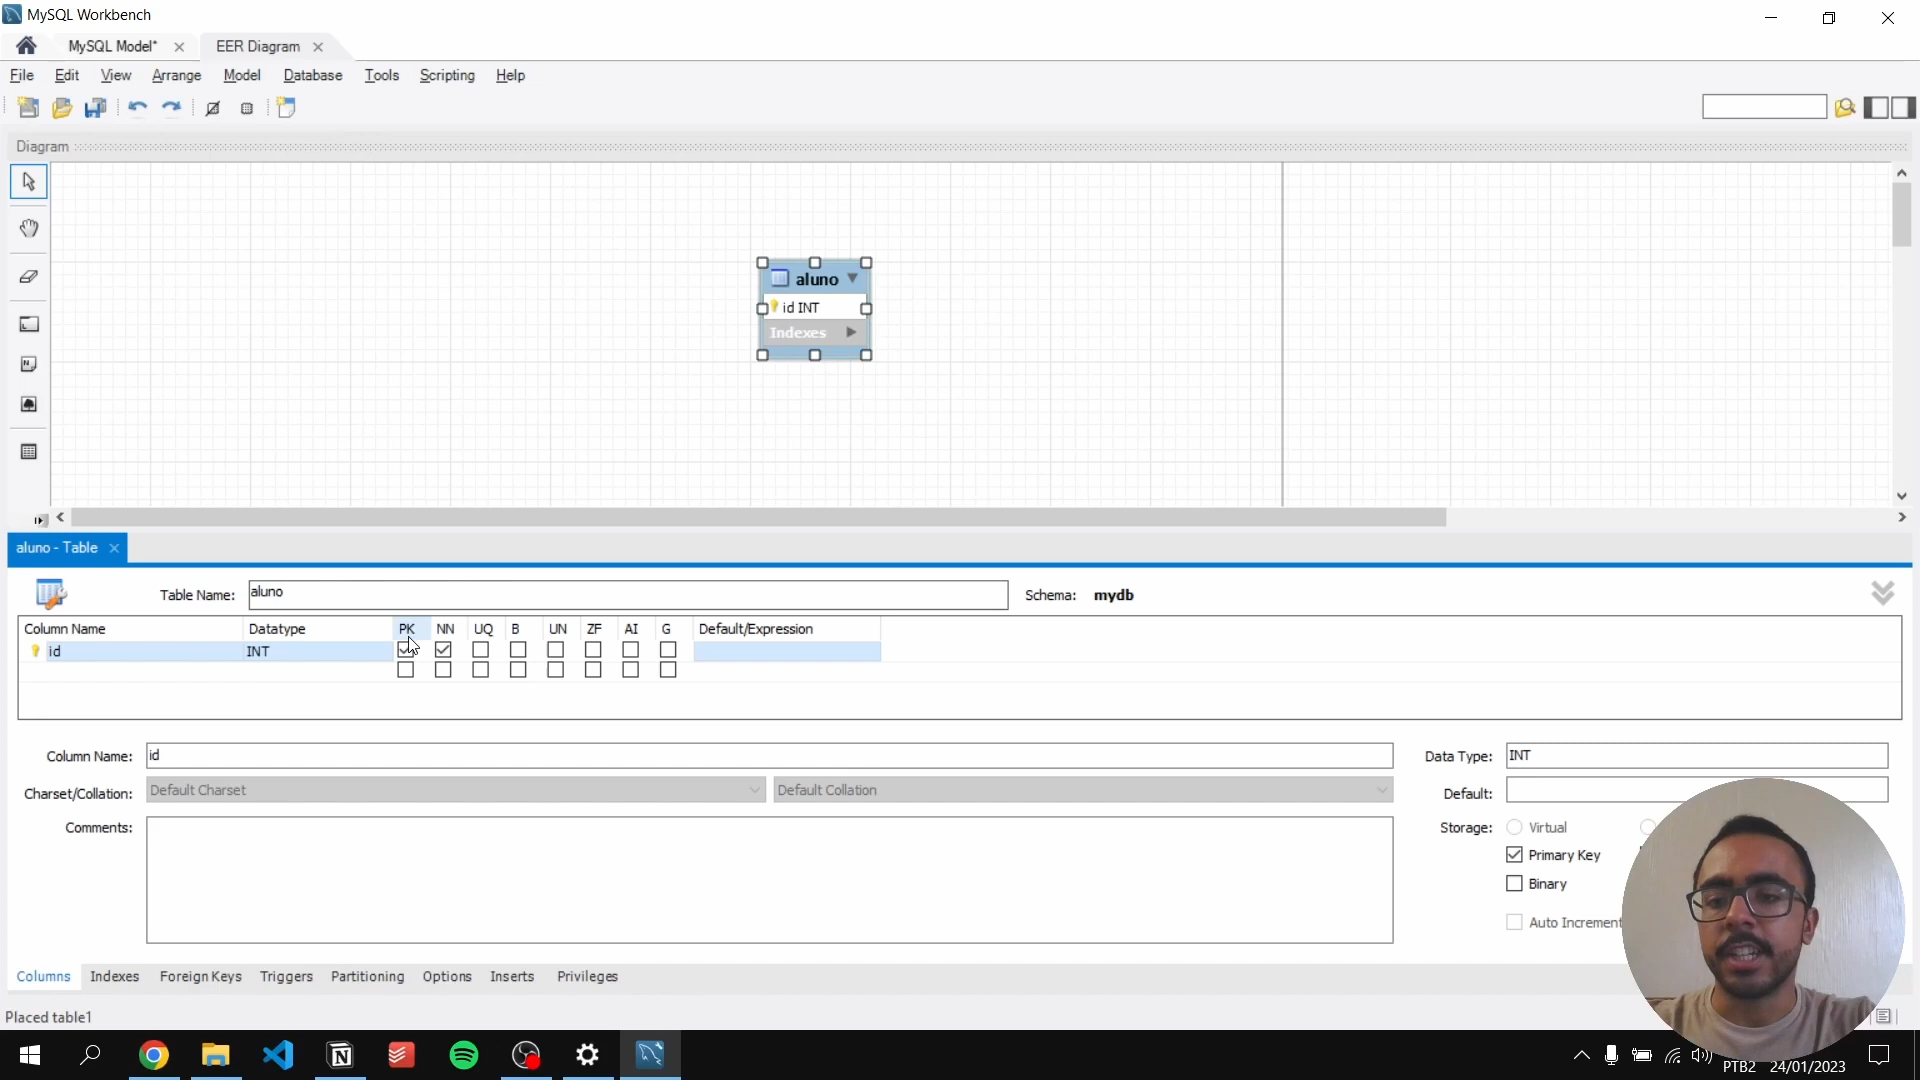 MySQL Workbench
MySQL Model* EER Diagram
File Edit View Arrange Model Database Tools Scripting Help
Diagram
aluno
id INT
Indexes
aluno - Table
Table Name: aluno Schema: mydb
Column Name Datatype PK NN UQ B UN ZF AI G Default/Expression
id INT
Column Name: id Data Type: INT
Charset/Collation: Default Charset Default Collation Default:
Comments: Storage: Virtual
Primary Key
Binary
Auto Increment
Columns Indexes Foreign Keys Triggers Partitioning Options Inserts Privileges
Placed table1
PTB2 24/01/2023